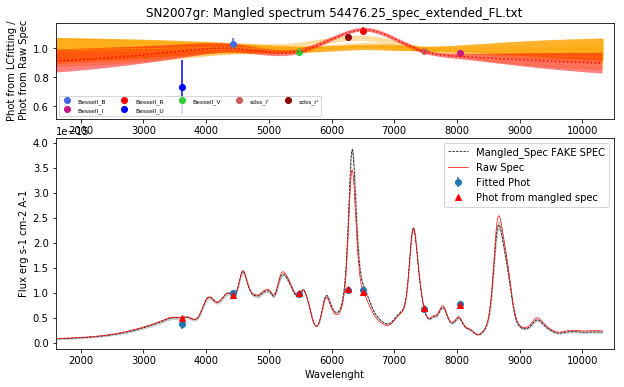 SN2007gr: Mangled spectrum 54476.25_spec_extended_FL.txt
Phot from LCfitting /
Phot from Raw Spec
1.0
0.8
0.6
Bessell_B Bessell_R Bessell_V sdss_i' sdss_r'
Bessell_I Bessell_U
2000 3000 4000 5000 6000 7000 8000 9000 10000
Flux erg s-1 cm-2 A-1
4.0
3.5
3.0
2.5
2.0
1.5
1.0
0.5
0.0
Mangled_Spec FAKE SPEC
Raw Spec
Fitted Phot
Phot from mangled spec
2000 3000 4000 5000 6000 7000 8000 9000 10000
Wavelenght